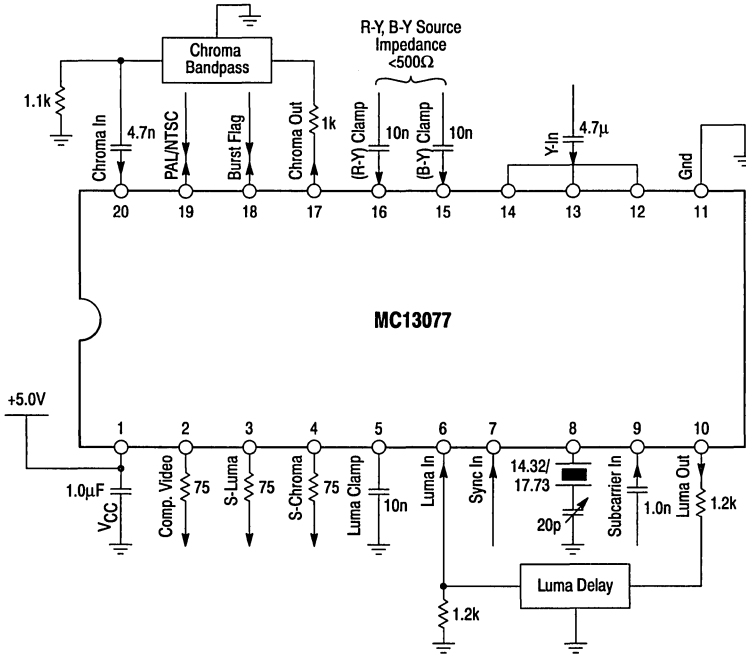 R-Y, B-Y Source
Impedance
<500Ω
Chroma
Bandpass
1.1k
Chroma In
4.7n
PAL/NTSC
Burst Flag
Chroma Out
1k
(R-Y) Clamp
10n
(B-Y) Clamp
10n
Y-In
4.7μ
Gnd
20 19 18 17 16 15 14 13 12 11
MC13077
+5.0V
1 2 3 4 5 6 7 8 9 10
1.0μF
VCC
Comp. Video
75
S-Luma
75
S-Chroma
75
Luma Clamp
10n
Luma In
Sync In
14.32/
17.73
20p
Subcarrier In
1.0n
Luma Out
1.2k
1.2k
Luma Delay